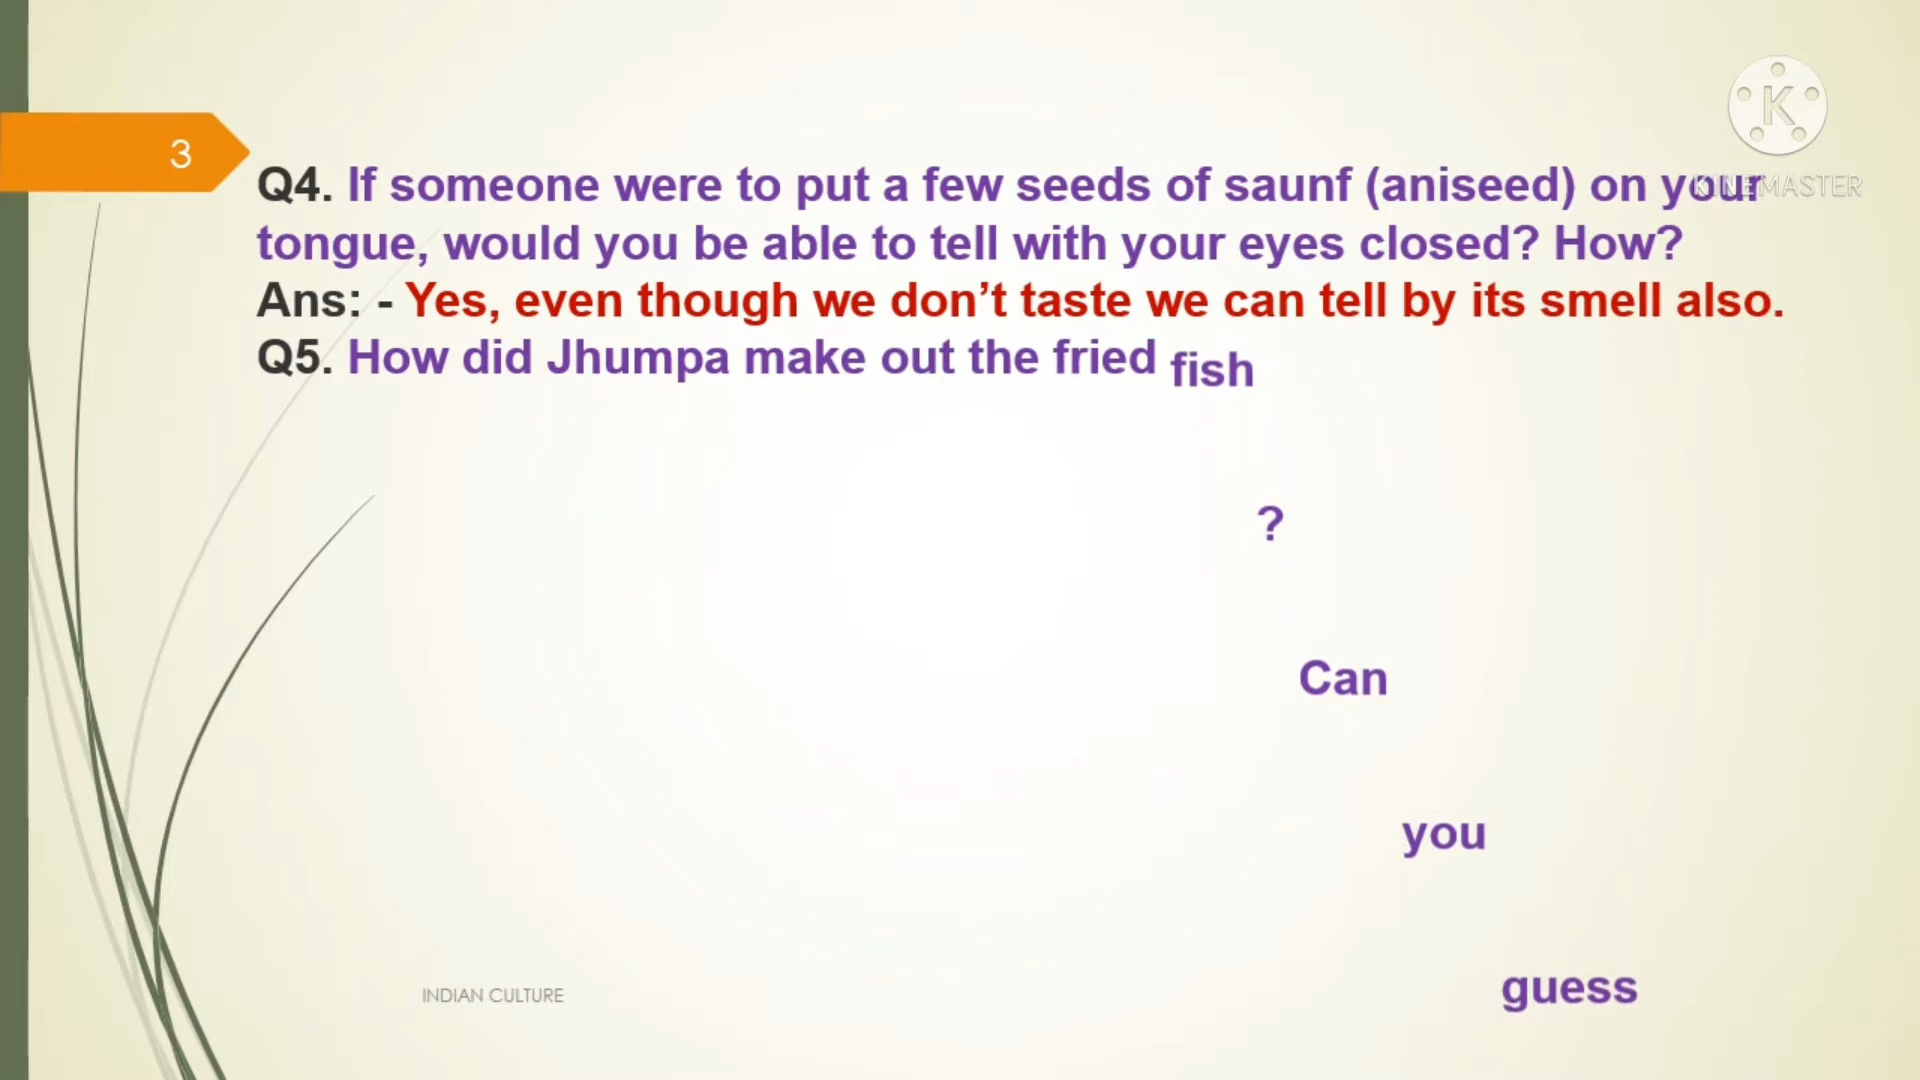 3
K
KINEMASTER
Q4. If someone were to put a few seeds of saunf (aniseed) on your
tongue, would you be able to tell with your eyes closed? How?
Ans: - Yes, even though we don’t taste we can tell by its smell also.
Q5. How did Jhumpa make out the fried fish
?
Can
you
guess
INDIAN CULTURE